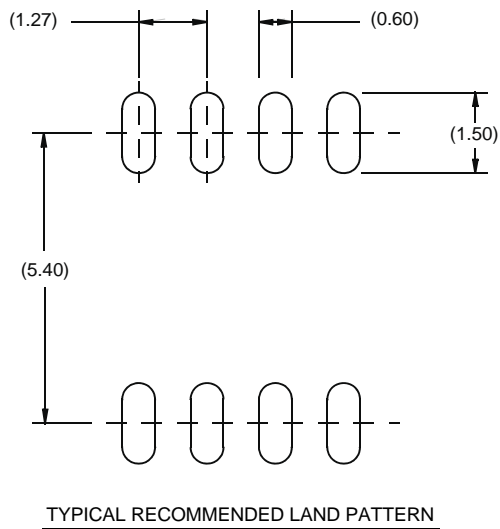 (1.27)
(0.60)
(1.50)
(5.40)
TYPICAL RECOMMENDED LAND PATTERN